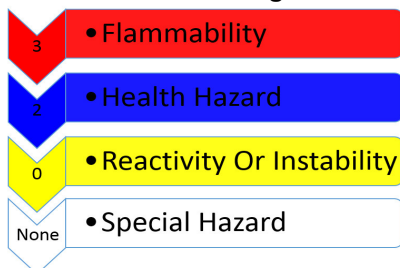 3
• Flammability
2
• Health Hazard
0
• Reactivity Or Instability
None
• Special Hazard